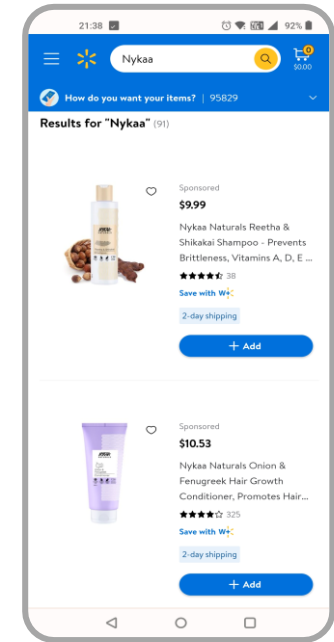 21:38
92%
Nykaa
0
$0.00
How do you want your items? | 95829
Results for "Nykaa" (91)
Sponsored
$9.99
Nykaa Naturals Reetha &
Shikakai Shampoo - Prevents
Brittleness, Vitamins A, D, E ...
38
Save with W+
2-day shipping
+ Add
Sponsored
$10.53
Nykaa Naturals Onion &
Fenugreek Hair Growth
Conditioner, Promotes Hair...
325
Save with W+
2-day shipping
+ Add